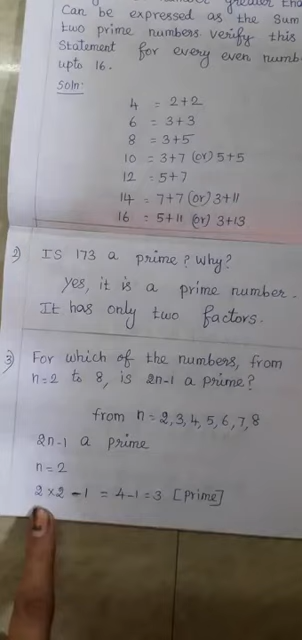 greater than
Can be expressed as the Sum
two prime numbers. verify this
Statement for every even numb
upto 16.
Soln:
4 = 2+2
6 = 3+3
8 = 3+5
10 = 3+7 (or) 5+5
12 = 5+7
14 = 7+7 (or) 3+11
16 = 5+11 (or) 3+13
2) IS 173 a prime? Why?
Yes, it is a prime number.
It has only two factors.
3) For which of the numbers, from
n=2 to 8, is 2n-1 a prime?
from n=2,3,4,5,6,7,8
2n-1 a prime
n=2
2×2-1 = 4-1=3 [Prime]